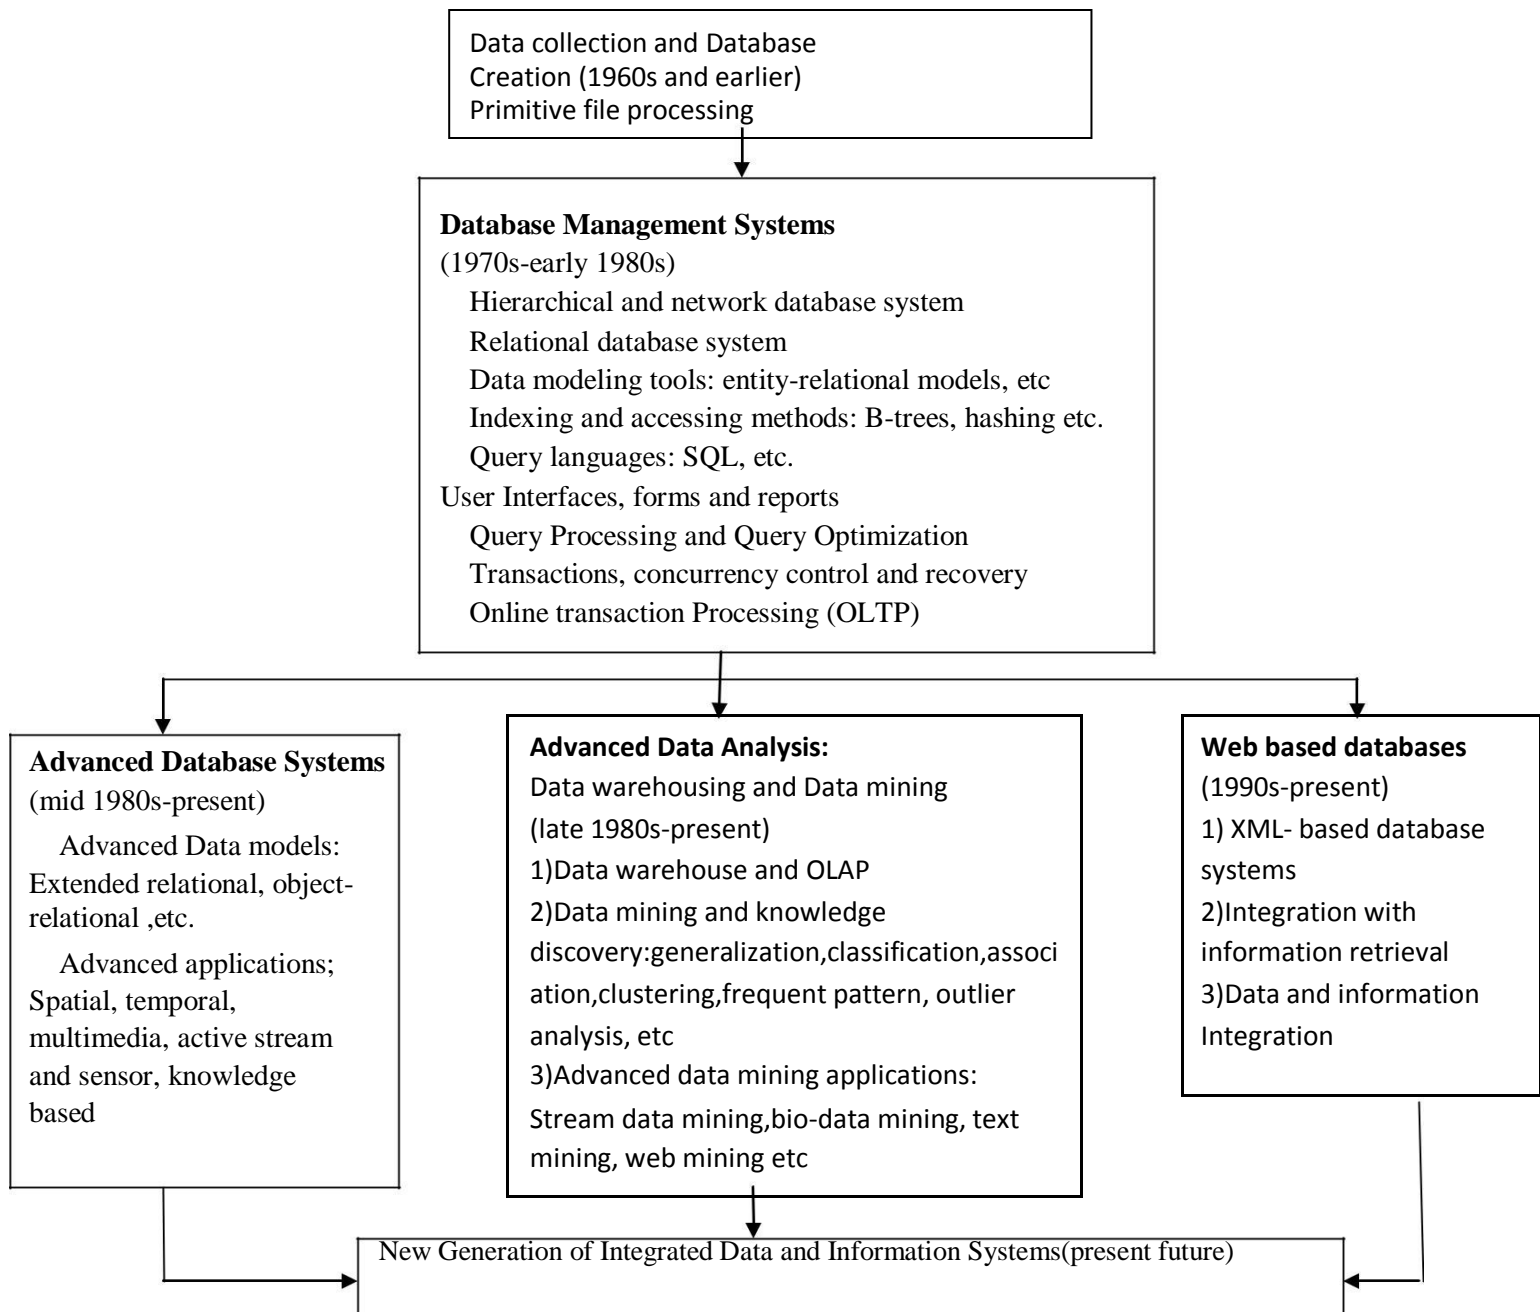 Data collection and Database
Creation (1960s and earlier)
Primitive file processing
Database Management Systems
(1970s-early 1980s)
Hierarchical and network database system
Relational database system
Data modeling tools: entity-relational models, etc
Indexing and accessing methods: B-trees, hashing etc.
Query languages: SQL, etc.
User Interfaces, forms and reports
Query Processing and Query Optimization
Transactions, concurrency control and recovery
Online transaction Processing (OLTP)
Advanced Database Systems
(mid 1980s-present)
Advanced Data models:
Extended relational, object-
relational ,etc.
Advanced applications;
Spatial, temporal,
multimedia, active stream
and sensor, knowledge
based
Advanced Data Analysis:
Data warehousing and Data mining
(late 1980s-present)
1)Data warehouse and OLAP
2)Data mining and knowledge
discovery:generalization,classification,associ
ation,clustering,frequent pattern, outlier
analysis, etc
3)Advanced data mining applications:
Stream data mining,bio-data mining, text
mining, web mining etc
Web based databases
(1990s-present)
1) XML- based database
systems
2)Integration with
information retrieval
3)Data and information
Integration
New Generation of Integrated Data and Information Systems(present future)